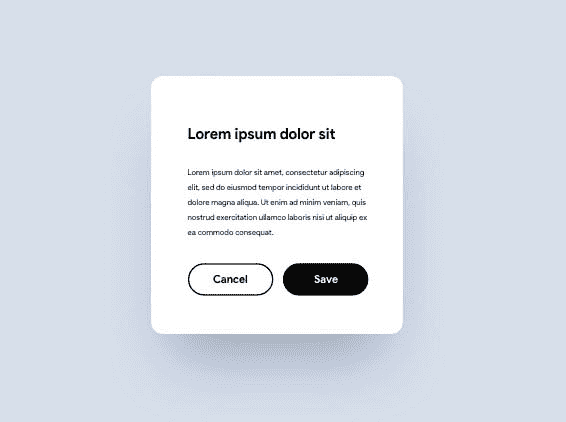 Lorem ipsum dolor sit
Lorem ipsum dolor sit amet, consectetur adipiscing
elit, sed do eiusmod tempor incididunt ut labore et
dolore magna aliqua. Ut enim ad minim veniam, quis
nostrud exercitation ullamco laboris nisi ut aliquip ex
ea commodo consequat.
Cancel
Save